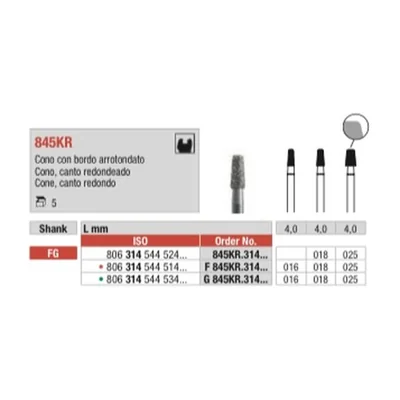 845KR
Cono con bordo arrotondato
Cono, canto redondeado
Cone, canto redondo
5
Shank L mm 4,0 4,0 4,0
ISO Order No.
FG 806 314 544 524... 845KR.314... 018 025
• 806 314 544 514... F 845KR.314... 016 018 025
• 806 314 544 534... G 845KR.314... 016 018 025